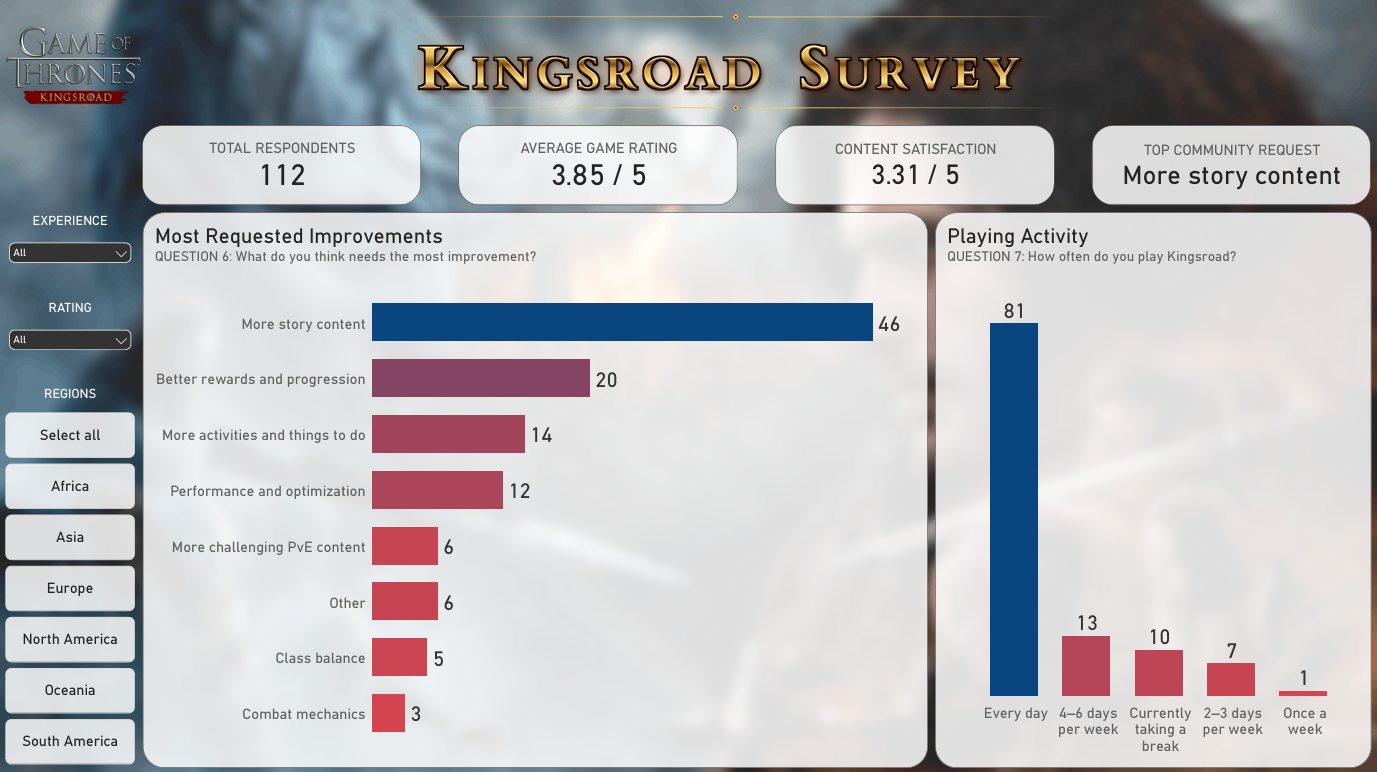 GAME OF
THRONES
KINGSROAD
KINGSROAD SURVEY
TOTAL RESPONDENTS
112
AVERAGE GAME RATING
3.85 / 5
CONTENT SATISFACTION
3.31 / 5
TOP COMMUNITY REQUEST
More story content
EXPERIENCE
All
RATING
All
REGIONS
Select all
Africa
Asia
Europe
North America
Oceania
South America
Most Requested Improvements
QUESTION 6: What do you think needs the most improvement?
More story content 46
Better rewards and progression 20
More activities and things to do 14
Performance and optimization 12
More challenging PvE content 6
Other 6
Class balance 5
Combat mechanics 3
Playing Activity
QUESTION 7: How often do you play Kingsroad?
81
13
10
7
1
Every day
4–6 days
per week
Currently
taking a
break
2–3 days
per week
Once a
week